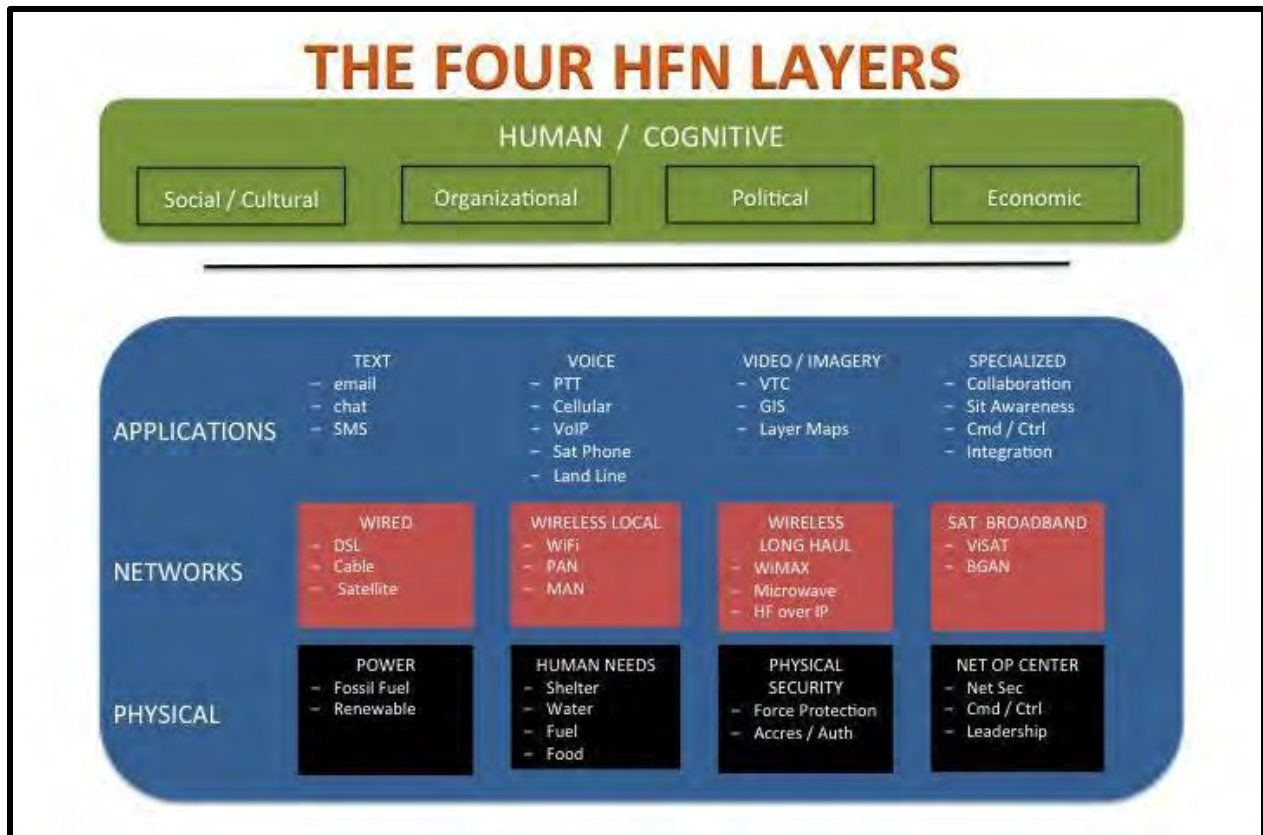 THE FOUR HFN LAYERS
HUMAN / COGNITIVE
Social / Cultural
Organizational
Political
Economic
APPLICATIONS
TEXT
– email
– chat
– SMS
VOICE
– PTT
– Cellular
– VoIP
– Sat Phone
– Land Line
VIDEO / IMAGERY
– VTC
– GIS
– Layer Maps
SPECIALIZED
– Collaboration
– Sit Awareness
– Cmd / Ctrl
– Integration
NETWORKS
WIRED
– DSL
– Cable
– Satellite
WIRELESS LOCAL
– WiFi
– PAN
– MAN
WIRELESS
LONG HAUL
– WiMAX
– Microwave
– HF over IP
SAT BROADBAND
– ViSAT
– BGAN
PHYSICAL
POWER
– Fossil Fuel
– Renewable
HUMAN NEEDS
– Shelter
– Water
– Fuel
– Food
PHYSICAL
SECURITY
– Force Protection
– Accres / Auth
NET OP CENTER
– Net Sec
– Cmd / Ctrl
– Leadership